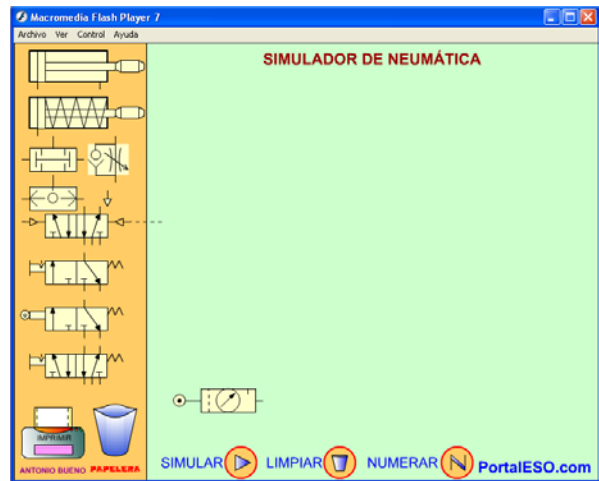 Macromedia Flash Player 7
Archivo Ver Control Ayuda
SIMULADOR DE NEUMÁTICA
IMPRIMIR
ANTONIO BUENO PAPELERA
SIMULAR LIMPIAR NUMERAR N PortalESO.com